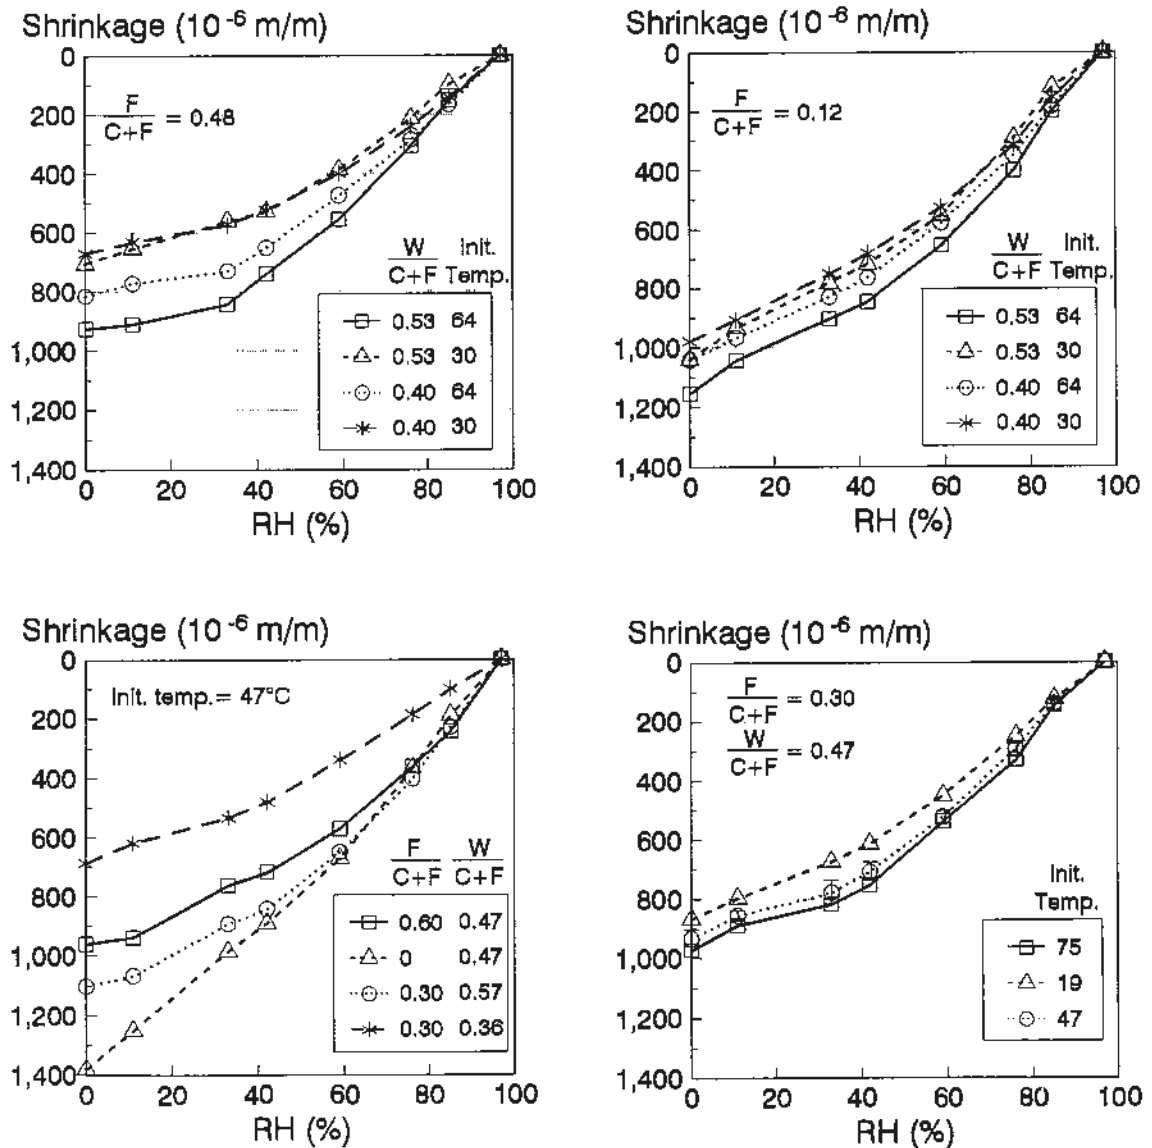 Shrinkage (10⁻⁶ m/m)
0
200
400
600
800
1,000
1,200
1,400
F
C+F = 0.48
W Init.
C+F Temp.
0.53 64
0.53 30
0.40 64
0.40 30
0 20 40 60 80 100
RH (%)
Shrinkage (10⁻⁶ m/m)
0
200
400
600
800
1,000
1,200
1,400
F
C+F = 0.12
W Init.
C+F Temp.
0.53 64
0.53 30
0.40 64
0.40 30
0 20 40 60 80 100
RH (%)
Shrinkage (10⁻⁶ m/m)
0
200
400
600
800
1,000
1,200
1,400
Init. temp.= 47°C
F W
C+F C+F
0.60 0.47
0 0.47
0.30 0.57
0.30 0.36
0 20 40 60 80 100
RH (%)
Shrinkage (10⁻⁶ m/m)
0
200
400
600
800
1,000
1,200
1,400
F
C+F = 0.30
W
C+F = 0.47
Init.
Temp.
75
19
47
0 20 40 60 80 100
RH (%)